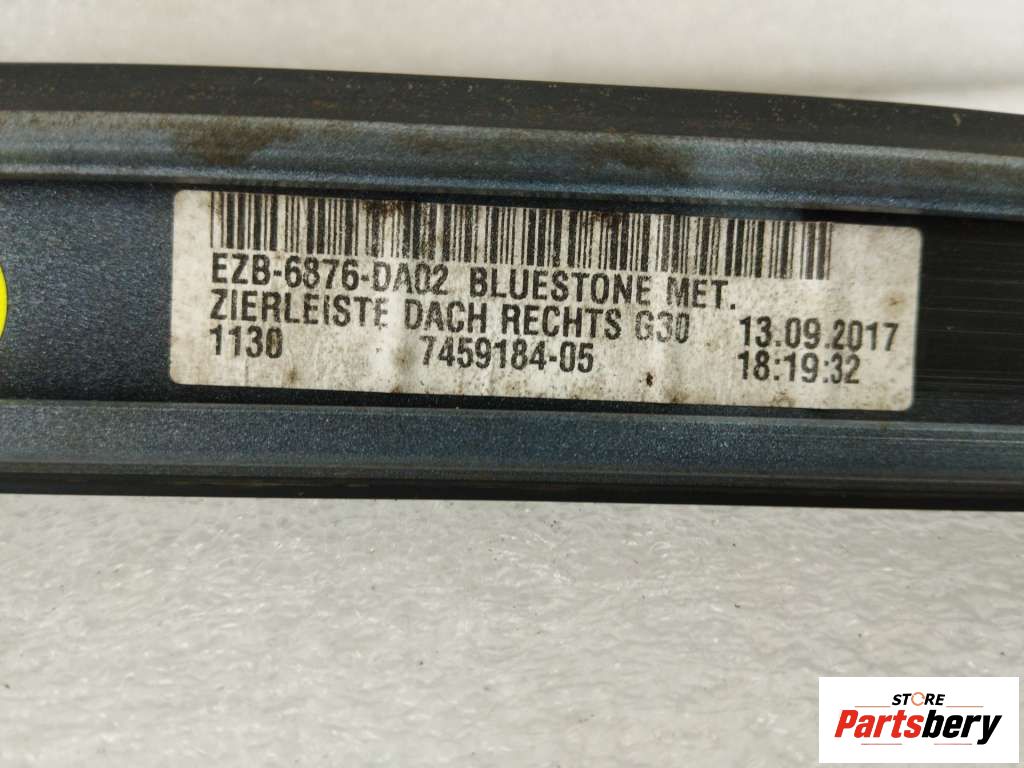 EZB-6876-DA02 BLUESTONE MET.
ZIERLEISTE DACH RECHTS G30 13.09.2017
1130 7459184-05 18:19:32
STORE
Partsbery